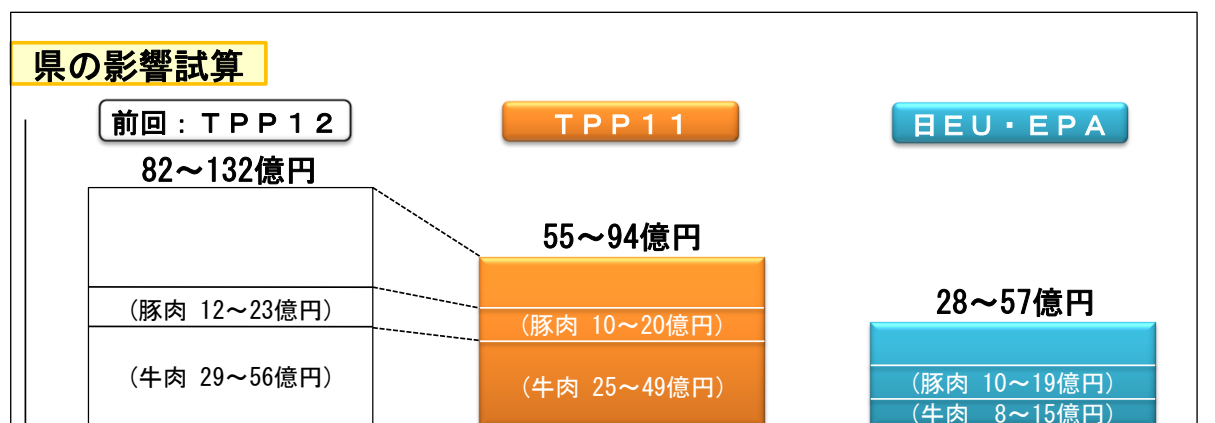 県の影響試算
前回：ＴＰＰ１２
82～132億円
（豚肉 12～23億円）
（牛肉 29～56億円）
ＴＰＰ１１
55～94億円
（豚肉 10～20億円）
（牛肉 25～49億円）
日ＥＵ・ＥＰＡ
28～57億円
（豚肉 10～19億円）
（牛肉 8～15億円）